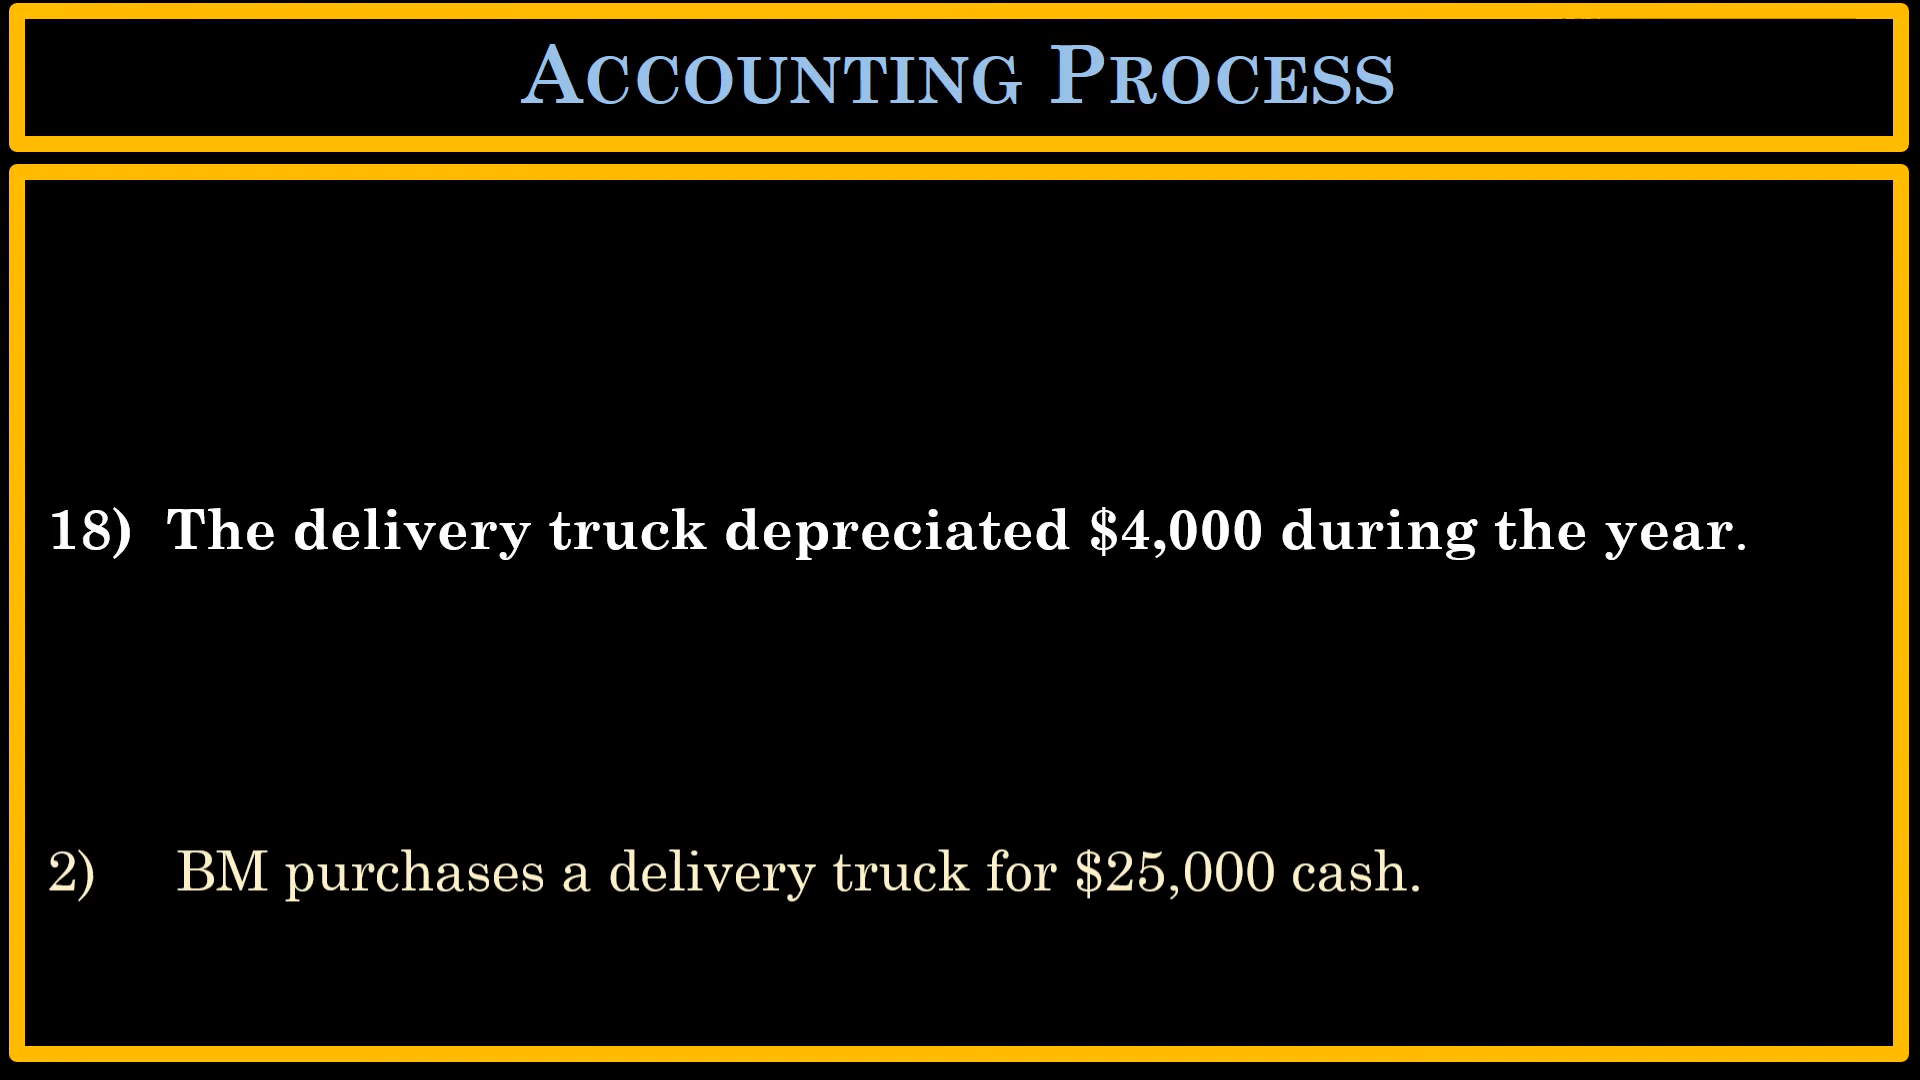 Accounting Process
18) The delivery truck depreciated $4,000 during the year.
2) BM purchases a delivery truck for $25,000 cash.